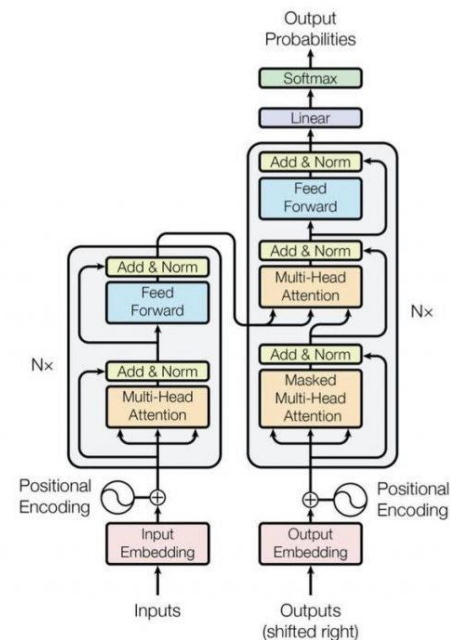 Output
Probabilities
Softmax
Linear
Add & Norm
Feed
Forward
Add & Norm
Multi-Head
Attention
Nx
Add & Norm
Masked
Multi-Head
Attention
Add & Norm
Feed
Forward
Nx
Add & Norm
Multi-Head
Attention
Positional
Encoding
Positional
Encoding
Input
Embedding
Output
Embedding
Inputs
Outputs
(shifted right)